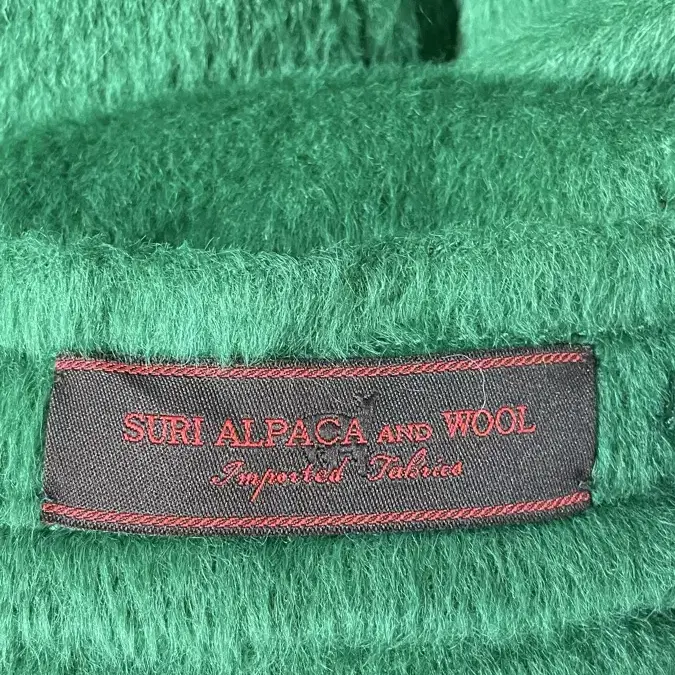 SURI ALPACA AND WOOL
Imported Fabrics